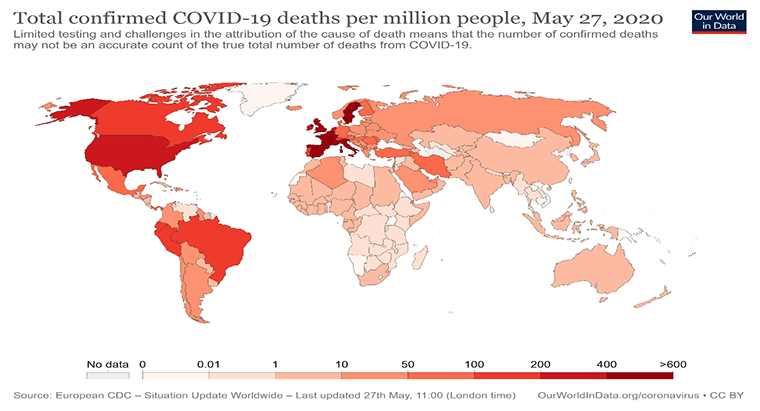 Total confirmed COVID-19 deaths per million people, May 27, 2020
Our World
in Data
Limited testing and challenges in the attribution of the cause of death means that the number of confirmed deaths
may not be an accurate count of the true total number of deaths from COVID-19.
No data 0 0.01 1 10 50 100 200 400 >600
Source: European CDC – Situation Update Worldwide – Last updated 27th May, 11:00 (London time) OurWorldInData.org/coronavirus • CC BY